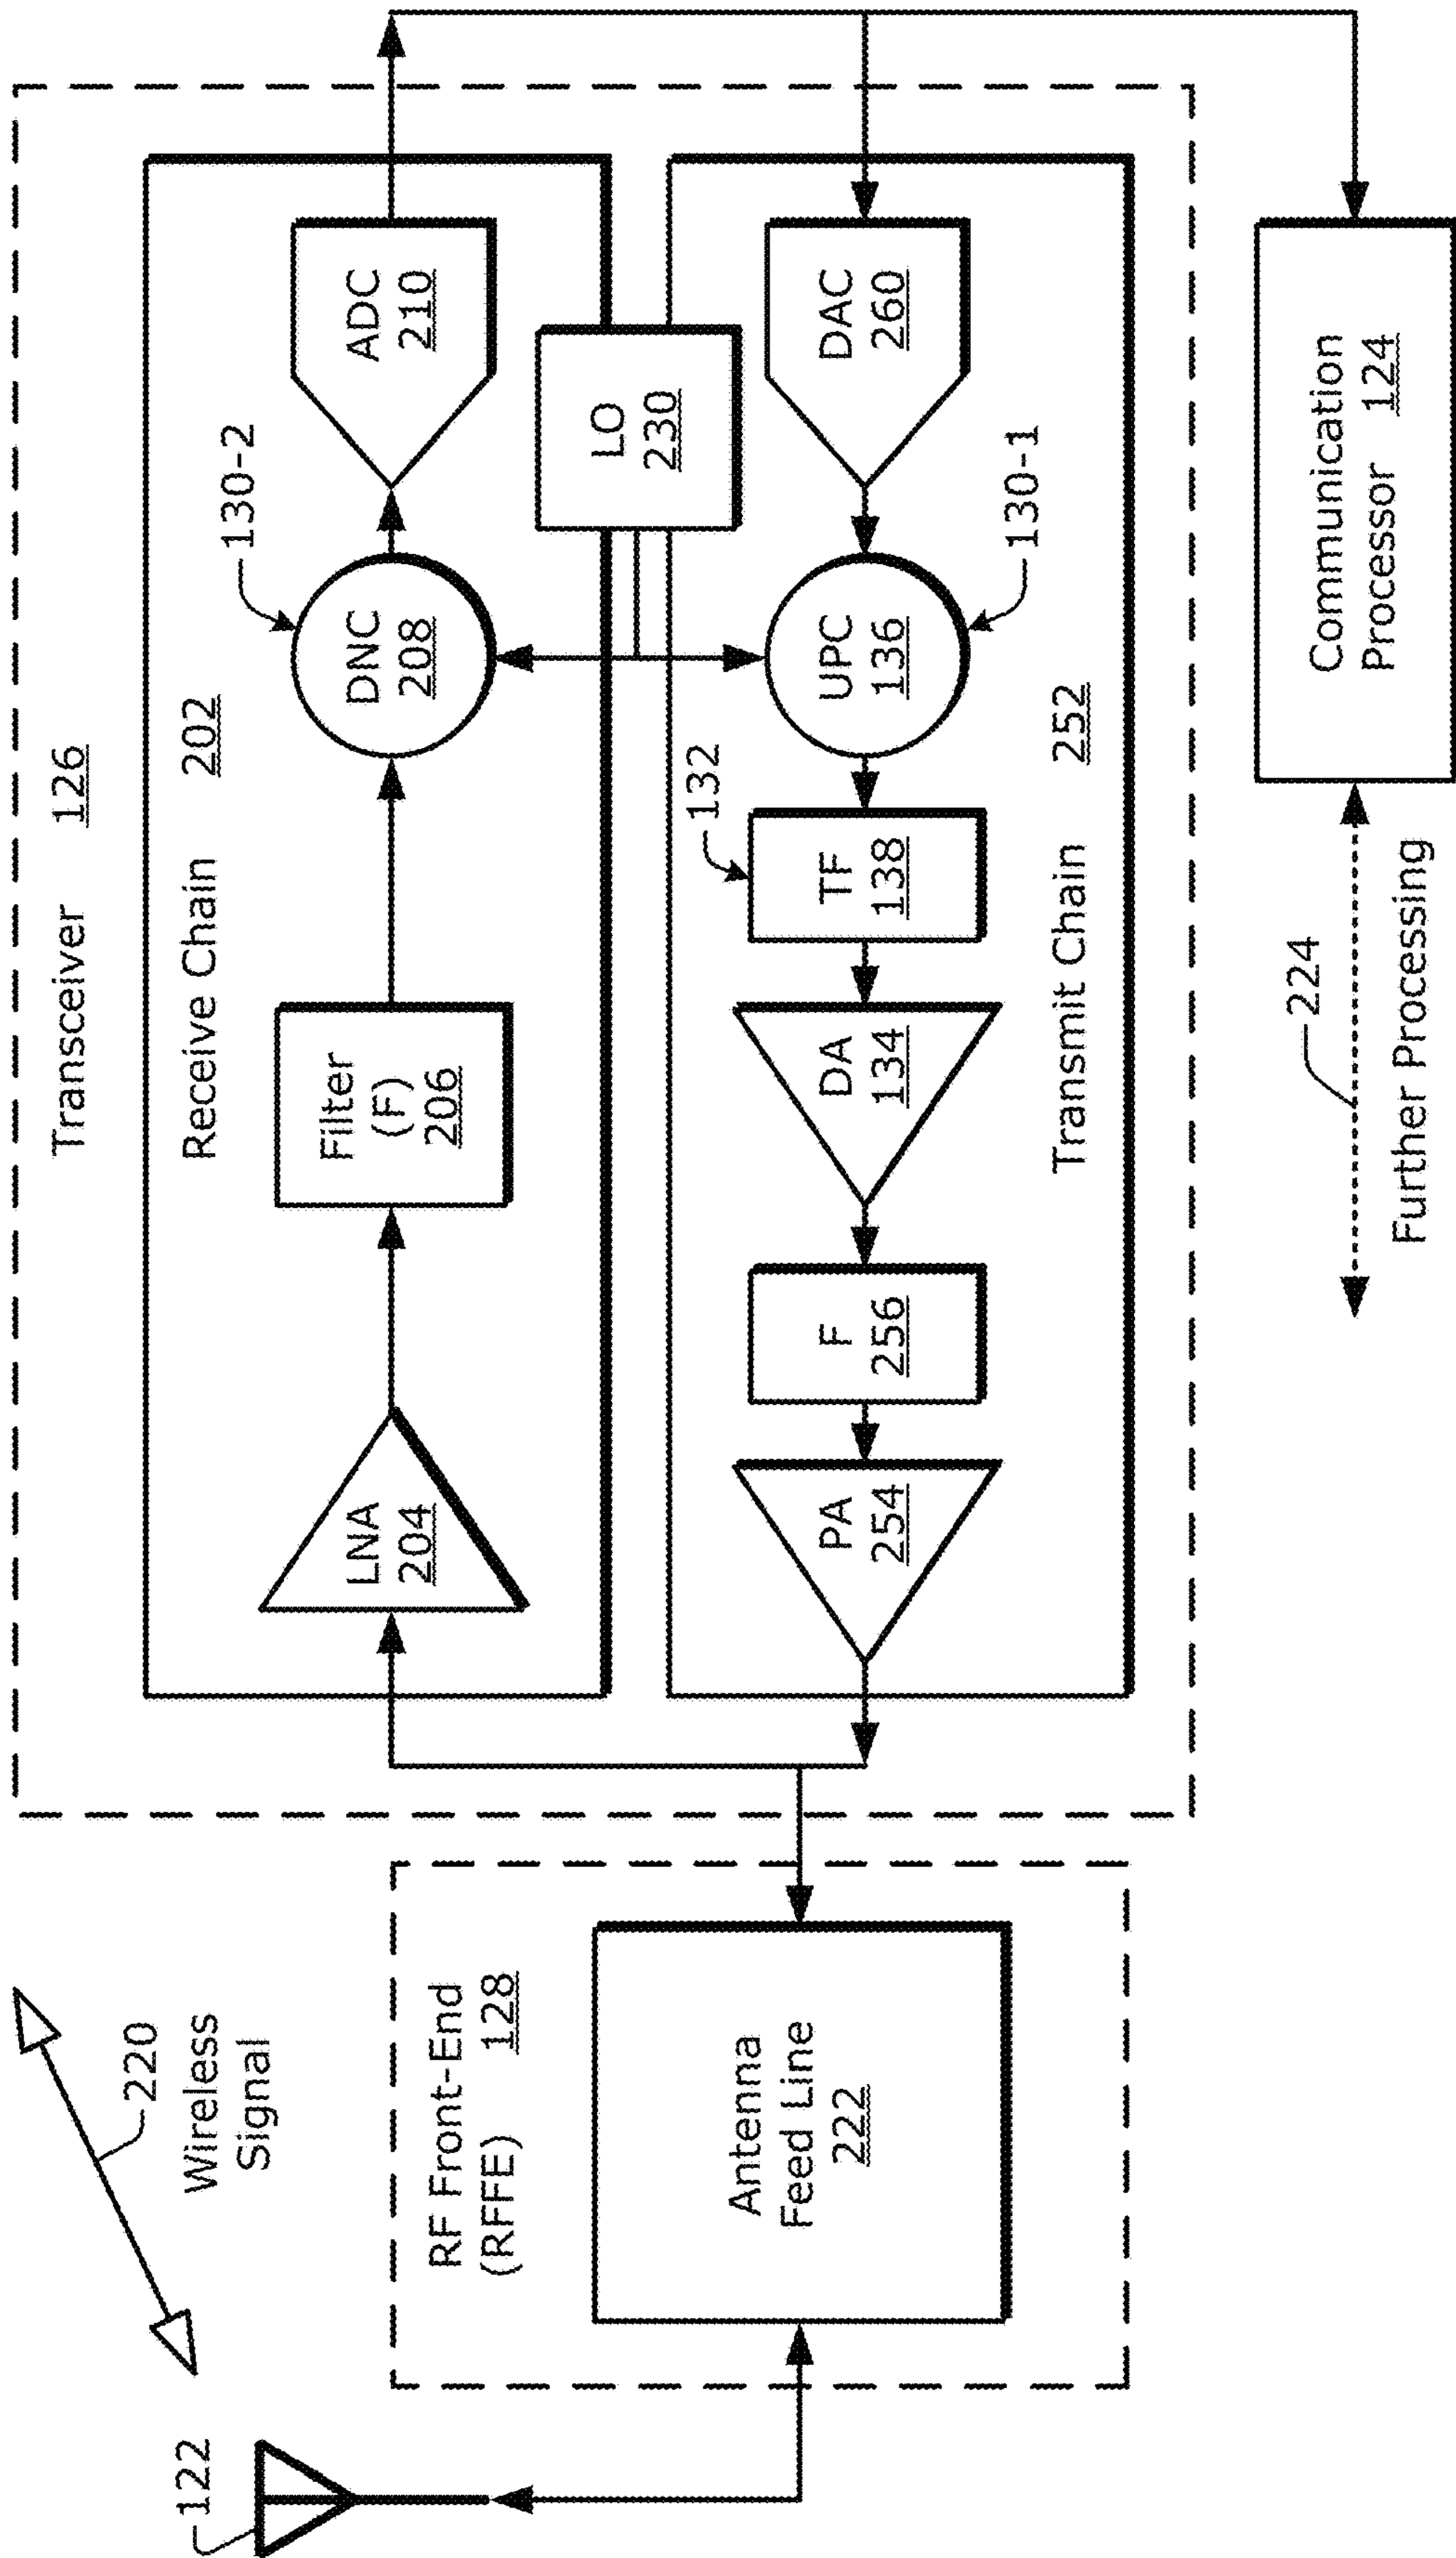 122
220
Wireless
Signal
RF Front-End
(RFFE) 128
Antenna
Feed Line
222
Transceiver 126
Receive Chain 202
LNA
204
Filter
(F)
206
DNC
208
130-2
ADC
210
LO
230
PA
254
F
256
DA
134
TF
138
132
UPC
136
130-1
DAC
260
Transmit Chain 252
Communication
Processor 124
224
Further Processing